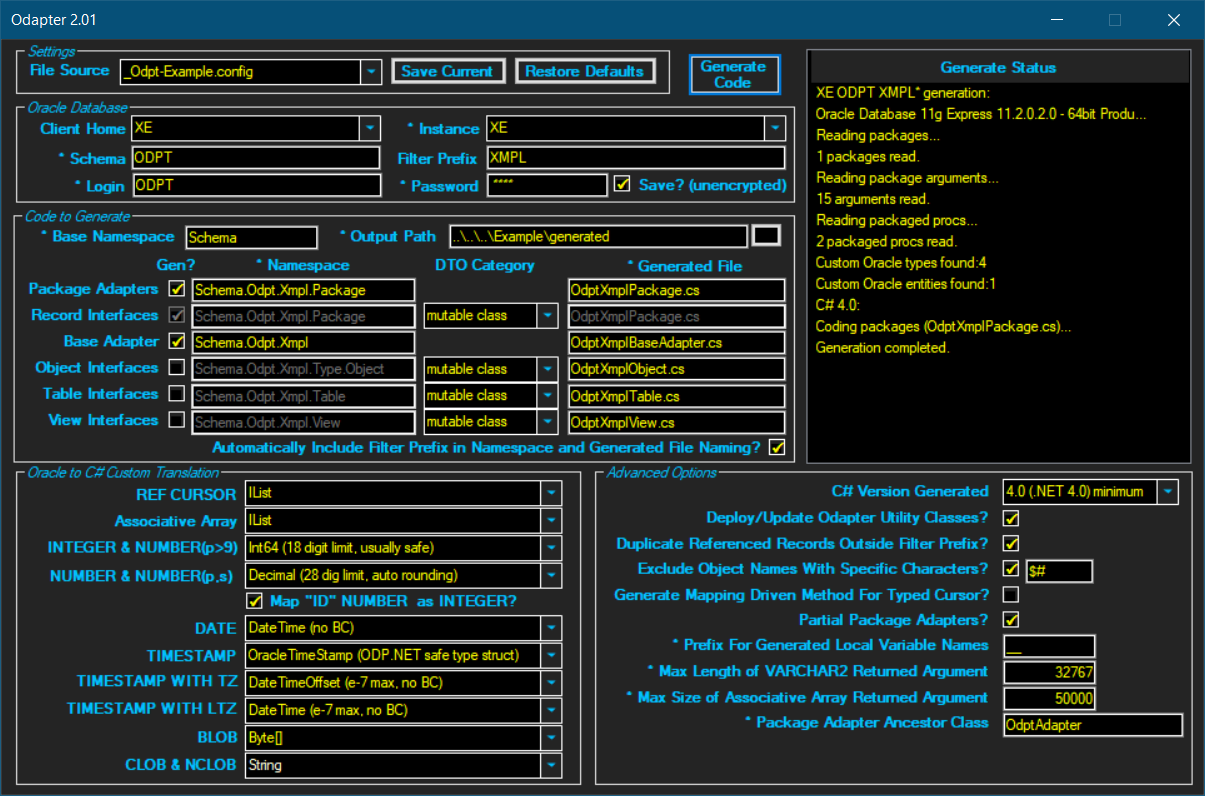 Odapter 2.01
Settings
File Source _Odpt-Example.config Save Current Restore Defaults
Generate Code
Oracle Database
Client Home XE * Instance XE
* Schema ODPT Filter Prefix XMPL
* Login ODPT * Password **** Save? (unencrypted)
Code to Generate
* Base Namespace Schema * Output Path ..\..\..\Example\generated
Gen? * Namespace DTO Category * Generated File
Package Adapters Schema.Odpt.Xmpl.Package OdptXmplPackage.cs
Record Interfaces Schema.Odpt.Xmpl.Package mutable class OdptXmplPackage.cs
Base Adapter Schema.Odpt.Xmpl OdptXmplBaseAdapter.cs
Object Interfaces Schema.Odpt.Xmpl.Type.Object mutable class OdptXmplObject.cs
Table Interfaces Schema.Odpt.Xmpl.Table mutable class OdptXmplTable.cs
View Interfaces Schema.Odpt.Xmpl.View mutable class OdptXmplView.cs
Automatically Include Filter Prefix in Namespace and Generated File Naming?
Generate Status
XE ODPT XMPL* generation:
Oracle Database 11g Express 11.2.0.2.0 - 64bit Produ...
Reading packages...
1 packages read.
Reading package arguments...
15 arguments read.
Reading packaged procs...
2 packaged procs read.
Custom Oracle types found:4
Custom Oracle entities found:1
C# 4.0:
Coding packages (OdptXmplPackage.cs)...
Generation completed.
Oracle to C# Custom Translation
REF CURSOR IList
Associative Array IList
INTEGER & NUMBER(p>9) Int64 (18 digit limit, usually safe)
NUMBER & NUMBER(p,s) Decimal (28 dig limit, auto rounding)
Map "ID" NUMBER as INTEGER?
DATE DateTime (no BC)
TIMESTAMP OracleTimeStamp (ODP.NET safe type struct)
TIMESTAMP WITH TZ DateTimeOffset (e-7 max, no BC)
TIMESTAMP WITH LTZ DateTime (e-7 max, no BC)
BLOB Byte[]
CLOB & NCLOB String
Advanced Options
C# Version Generated 4.0 (.NET 4.0) minimum
Deploy/Update Odapter Utility Classes?
Duplicate Referenced Records Outside Filter Prefix?
Exclude Object Names With Specific Characters? $#
Generate Mapping Driven Method For Typed Cursor?
Partial Package Adapters?
* Prefix For Generated Local Variable Names __
* Max Length of VARCHAR2 Returned Argument 32767
* Max Size of Associative Array Returned Argument 50000
* Package Adapter Ancestor Class OdptAdapter